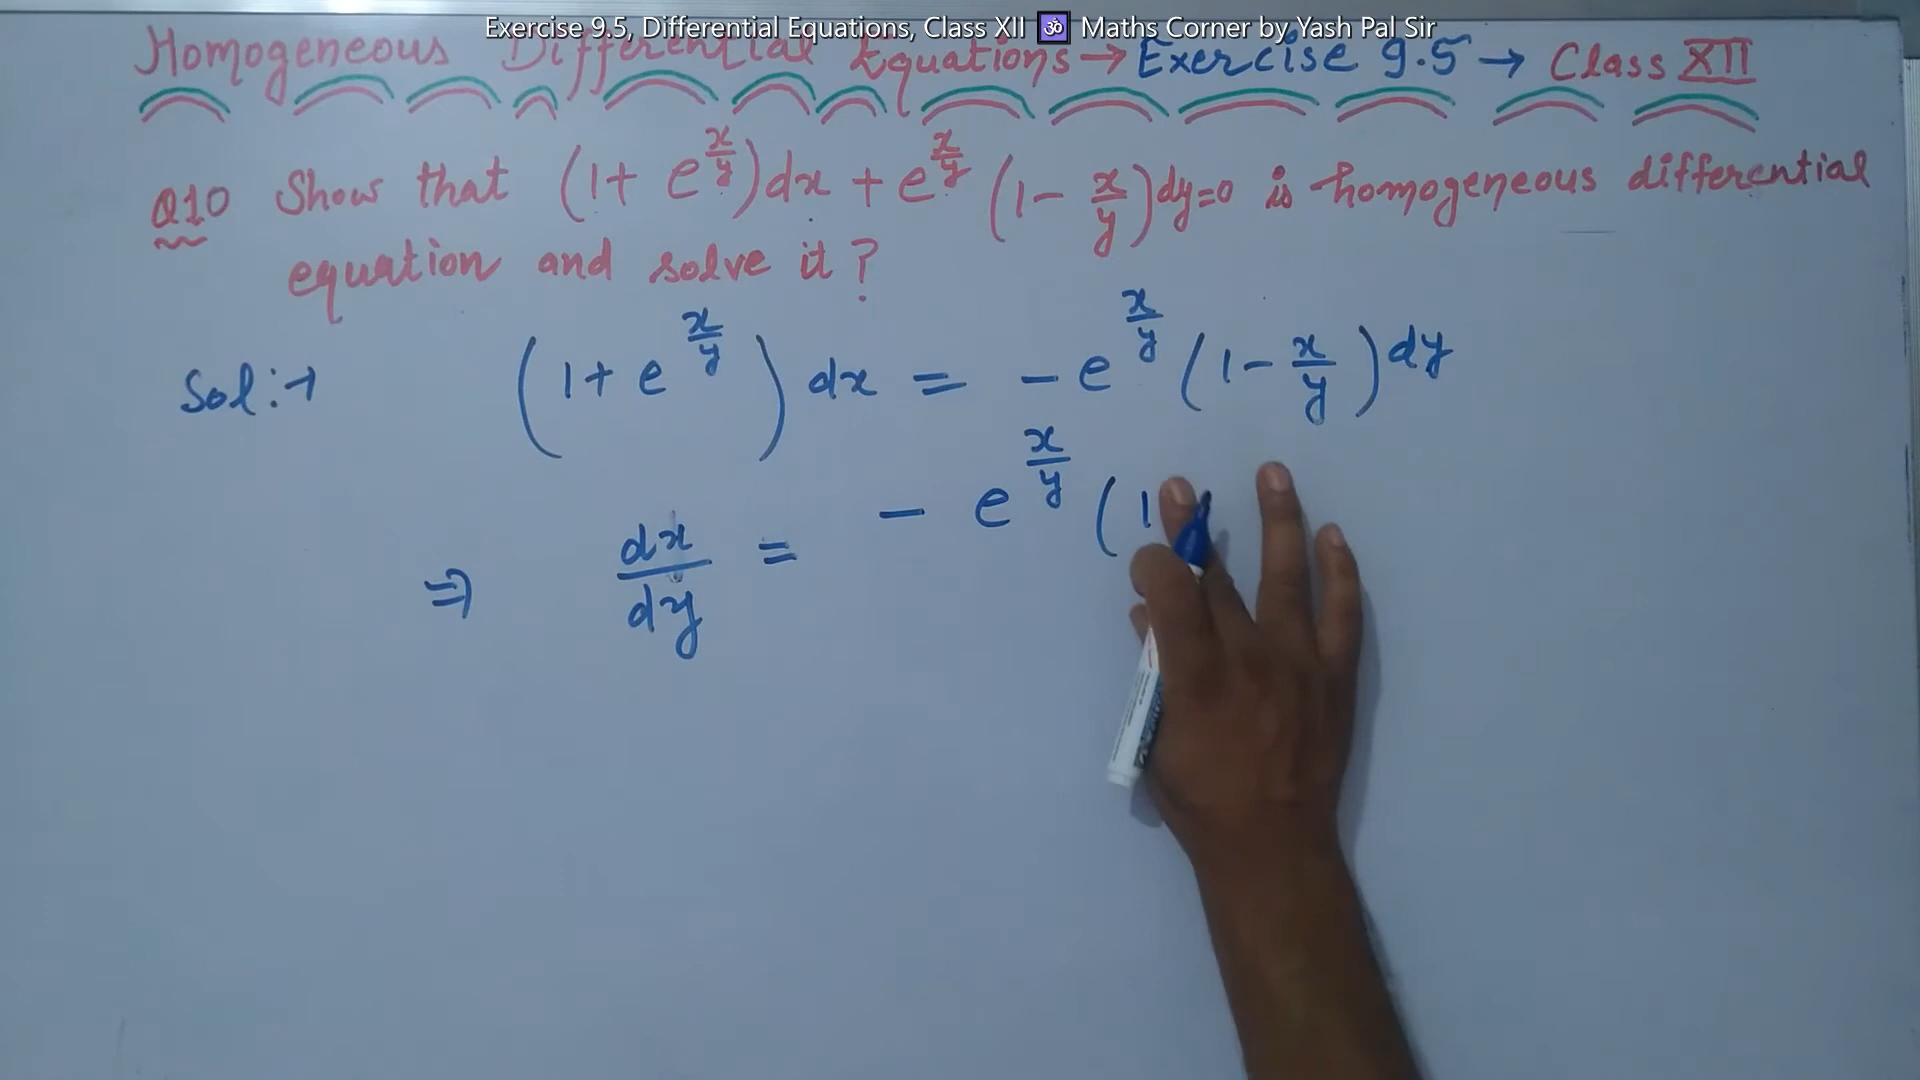 Exercise 9.5, Differential Equations, Class XII 🕉 Maths Corner by Yash Pal Sir
Homogeneous Differential Equations → Exercise 9.5 → Class XII
Q10 Show that (1 + e^(x/y)) dx + e^(x/y) (1 - x/y) dy = 0 is homogeneous differential
equation and solve it ?
Sol :→ (1 + e^(x/y)) dx = - e^(x/y) (1 - x/y) dy
⇒ dx/dy = - e^(x/y) (1